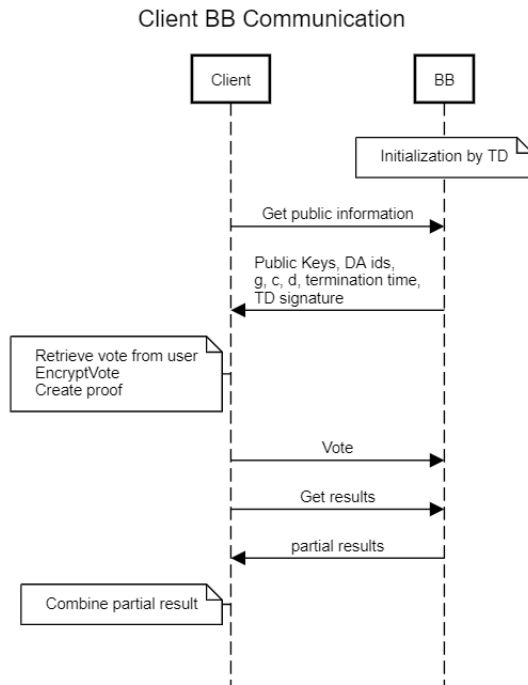 Client BB Communication
Client
BB
Initialization by TD
Get public information
Public Keys, DA ids,
g, c, d, termination time,
TD signature
Retrieve vote from user
EncryptVote
Create proof
Vote
Get results
partial results
Combine partial result